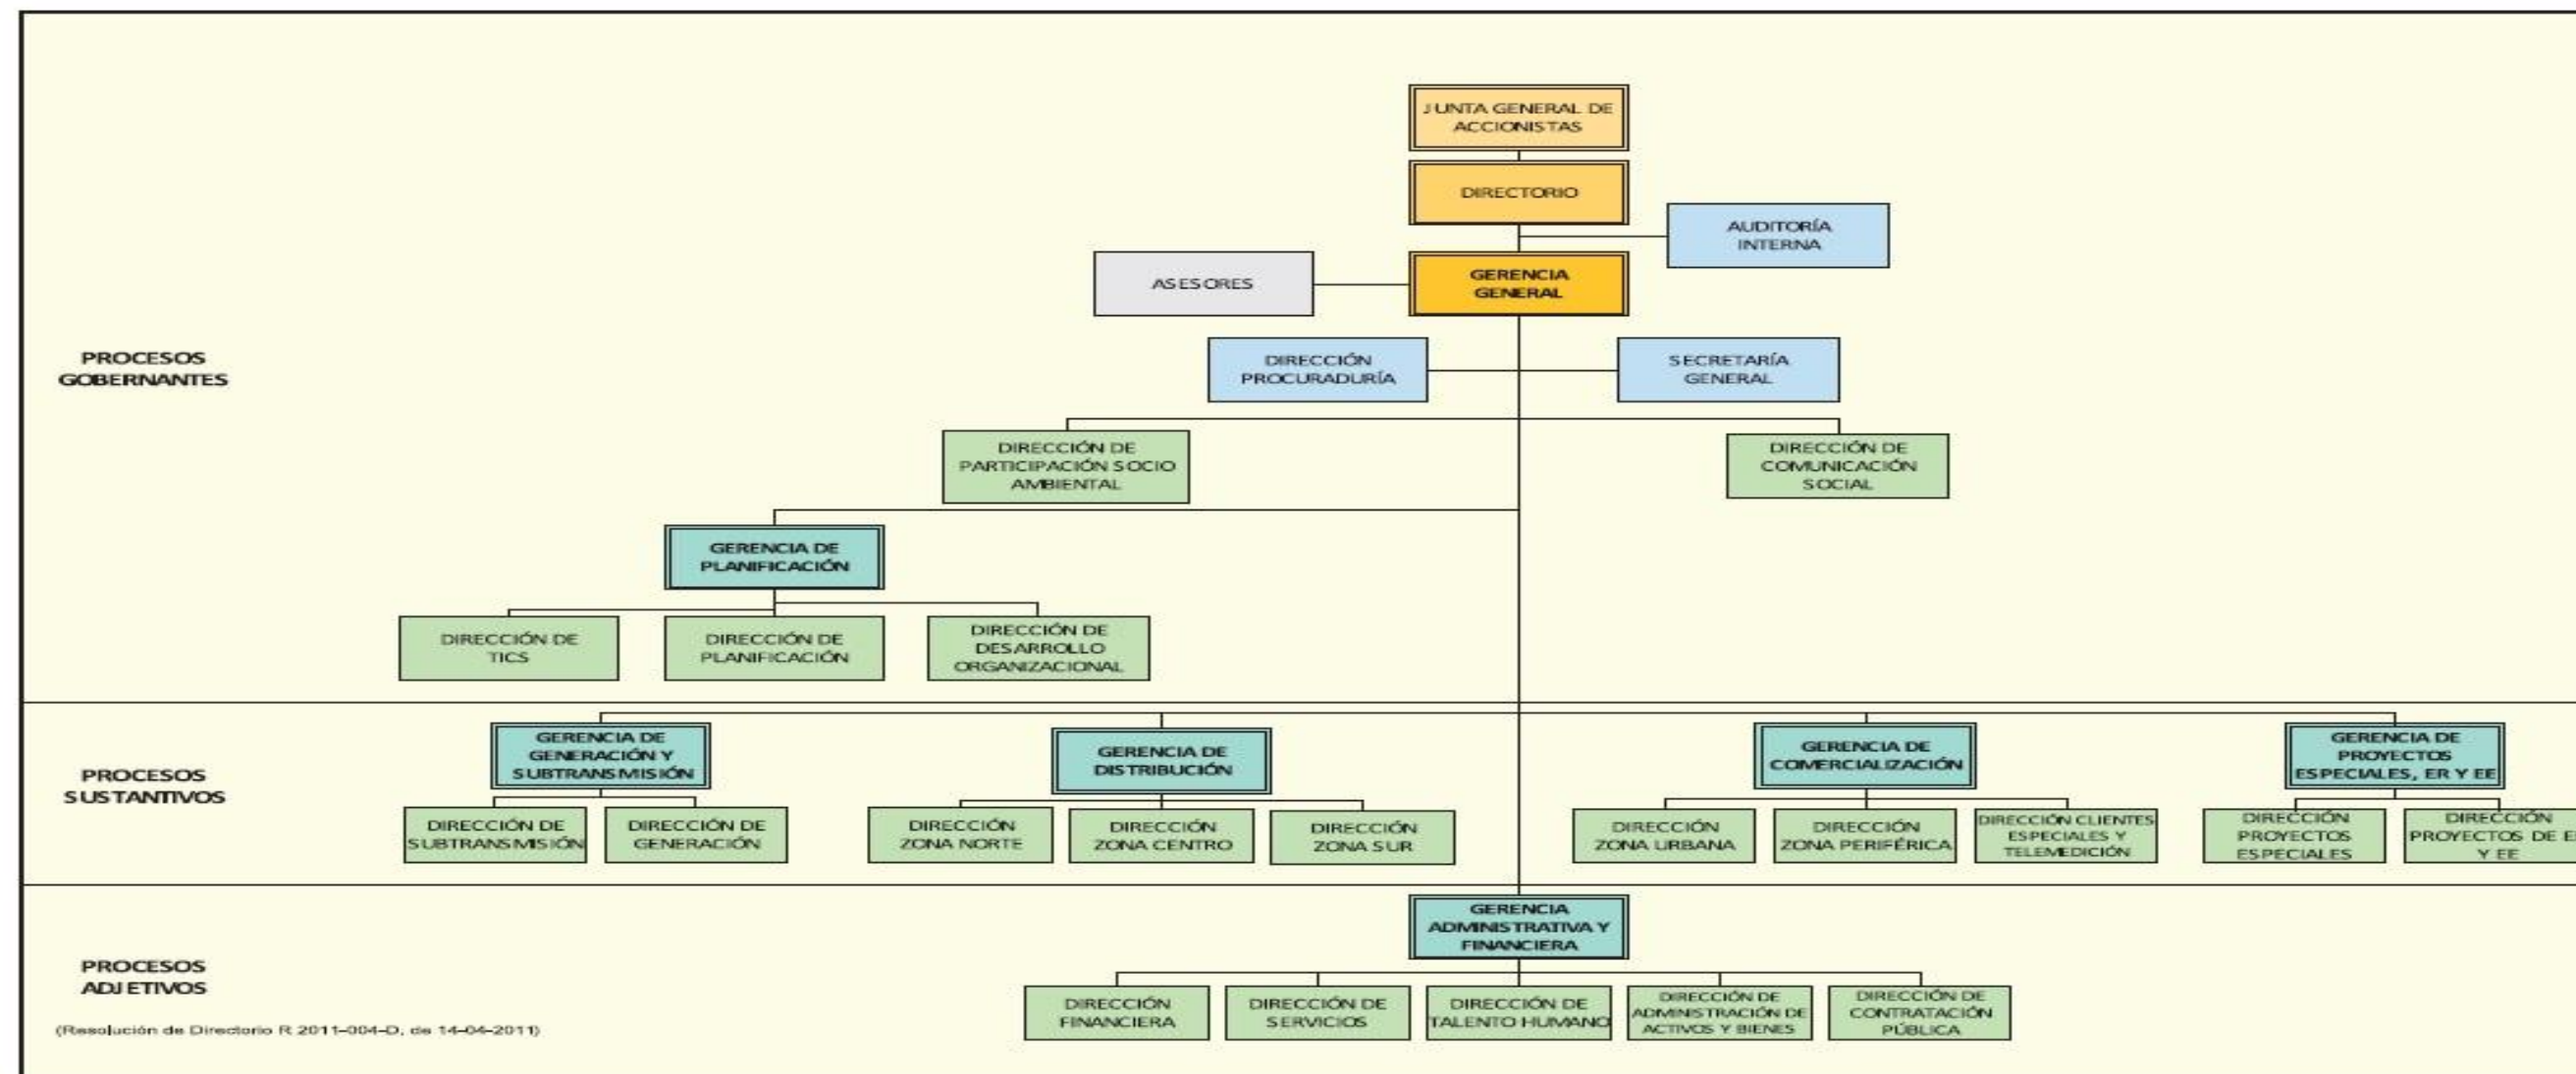 JUNTA GENERAL DE
ACCIONISTAS
DIRECTORIO
AUDITORÍA
INTERNA
ASESORES
GERENCIA
GENERAL
PROCESOS
GOBERNANTES
DIRECCIÓN
PROCURADURÍA
SECRETARÍA
GENERAL
DIRECCIÓN DE
PARTICIPACIÓN SOCIO
AMBIENTAL
DIRECCIÓN DE
COMUNICACIÓN
SOCIAL
GERENCIA DE
PLANIFICACIÓN
DIRECCIÓN DE
TICS
DIRECCIÓN DE
PLANIFICACIÓN
DIRECCIÓN DE
DESARROLLO
ORGANIZACIONAL
PROCESOS
SUSTANTIVOS
GERENCIA DE
GENERACIÓN Y
SUBTRANSMISIÓN
GERENCIA DE
DISTRIBUCIÓN
GERENCIA DE
COMERCIALIZACIÓN
GERENCIA DE
PROYECTOS
ESPECIALES, ER Y EE
DIRECCIÓN DE
SUBTRANSMISIÓN
DIRECCIÓN DE
GENERACIÓN
DIRECCIÓN
ZONA NORTE
DIRECCIÓN
ZONA CENTRO
DIRECCIÓN
ZONA SUR
DIRECCIÓN
ZONA URBANA
DIRECCIÓN
ZONA PERIFÉRICA
DIRECCIÓN CLIENTES
ESPECIALES Y
TELEMEDICIÓN
DIRECCIÓN
PROYECTOS
ESPECIALES
DIRECCIÓN
PROYECTOS DE
Y EE
PROCESOS
ADJETIVOS
(Resolución de Directorio R 2011-004-D, de 14-04-2011)
GERENCIA
ADMINISTRATIVA Y
FINANCIERA
DIRECCIÓN
FINANCIERA
DIRECCIÓN DE
SERVICIOS
DIRECCIÓN DE
TALENTO HUMANO
DIRECCIÓN DE
ADMINISTRACIÓN DE
ACTIVOS Y BIENES
DIRECCIÓN DE
CONTRATACIÓN
PÚBLICA